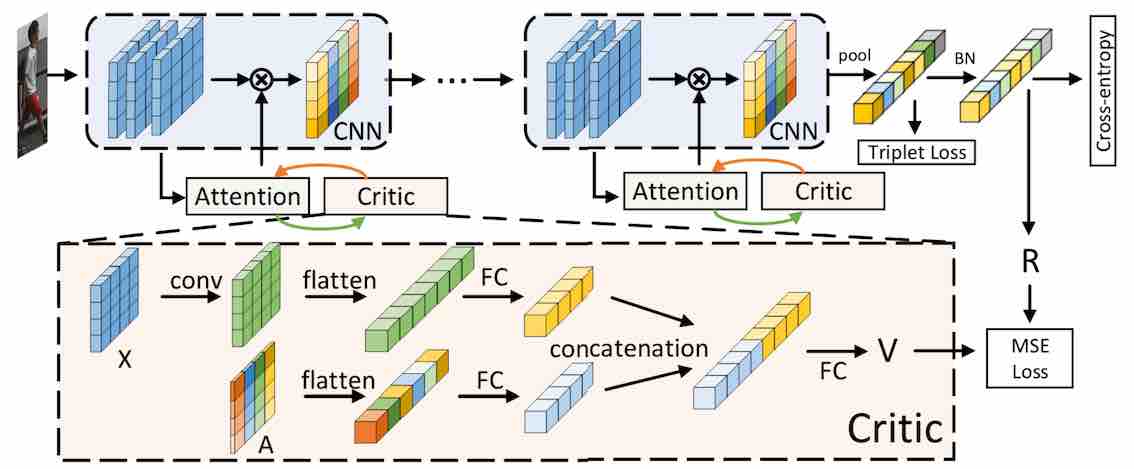 CNN
...
CNN
pool
BN
Cross-entropy
Triplet Loss
Attention
Critic
Attention
Critic
R
MSE
Loss
X
conv
flatten
FC
concatenation
A
flatten
FC
FC
V
Critic